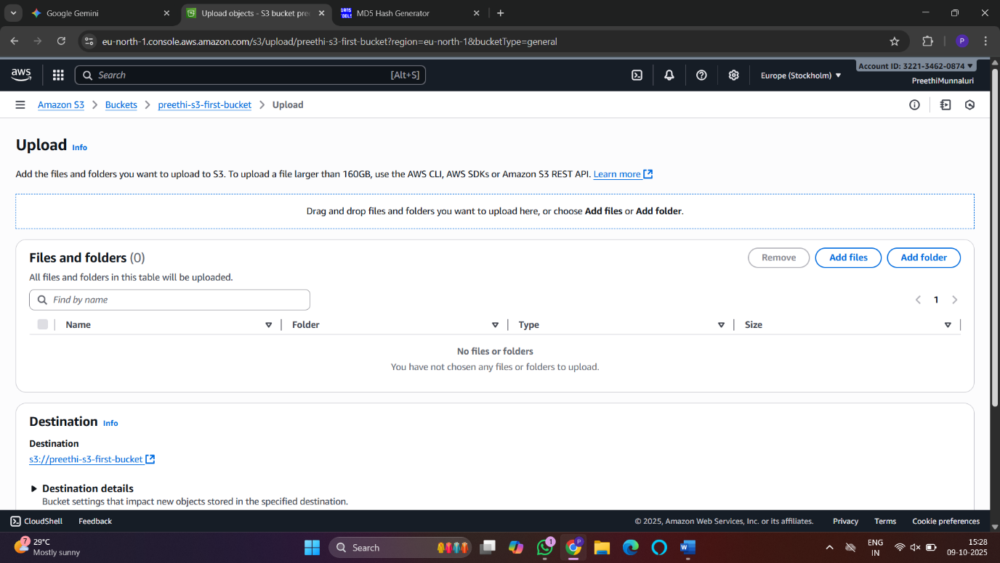 Google Gemini
Upload objects - S3 bucket pre
MD5 Hash Generator
eu-north-1.console.aws.amazon.com/s3/upload/preethi-s3-first-bucket?region=eu-north-1&bucketType=general
P
aws
Search
[Alt+S]
Europe (Stockholm)
Account ID: 3221-3462-0874
PreethiMunnaluri
Amazon S3 > Buckets > preethi-s3-first-bucket > Upload
Upload Info
Add the files and folders you want to upload to S3. To upload a file larger than 160GB, use the AWS CLI, AWS SDKs or Amazon S3 REST API. Learn more
Drag and drop files and folders you want to upload here, or choose Add files or Add folder.
Files and folders (0)
Remove
Add files
Add folder
All files and folders in this table will be uploaded.
Find by name
1
Name
Folder
Type
Size
No files or folders
You have not chosen any files or folders to upload.
Destination Info
Destination
s3://preethi-s3-first-bucket
Destination details
Bucket settings that impact new objects stored in the specified destination.
CloudShell
Feedback
© 2025, Amazon Web Services, Inc. or its affiliates.
Privacy
Terms
Cookie preferences
7
29°C
Mostly sunny
Search
1
P
W
ENG
IN
15:28
09-10-2025